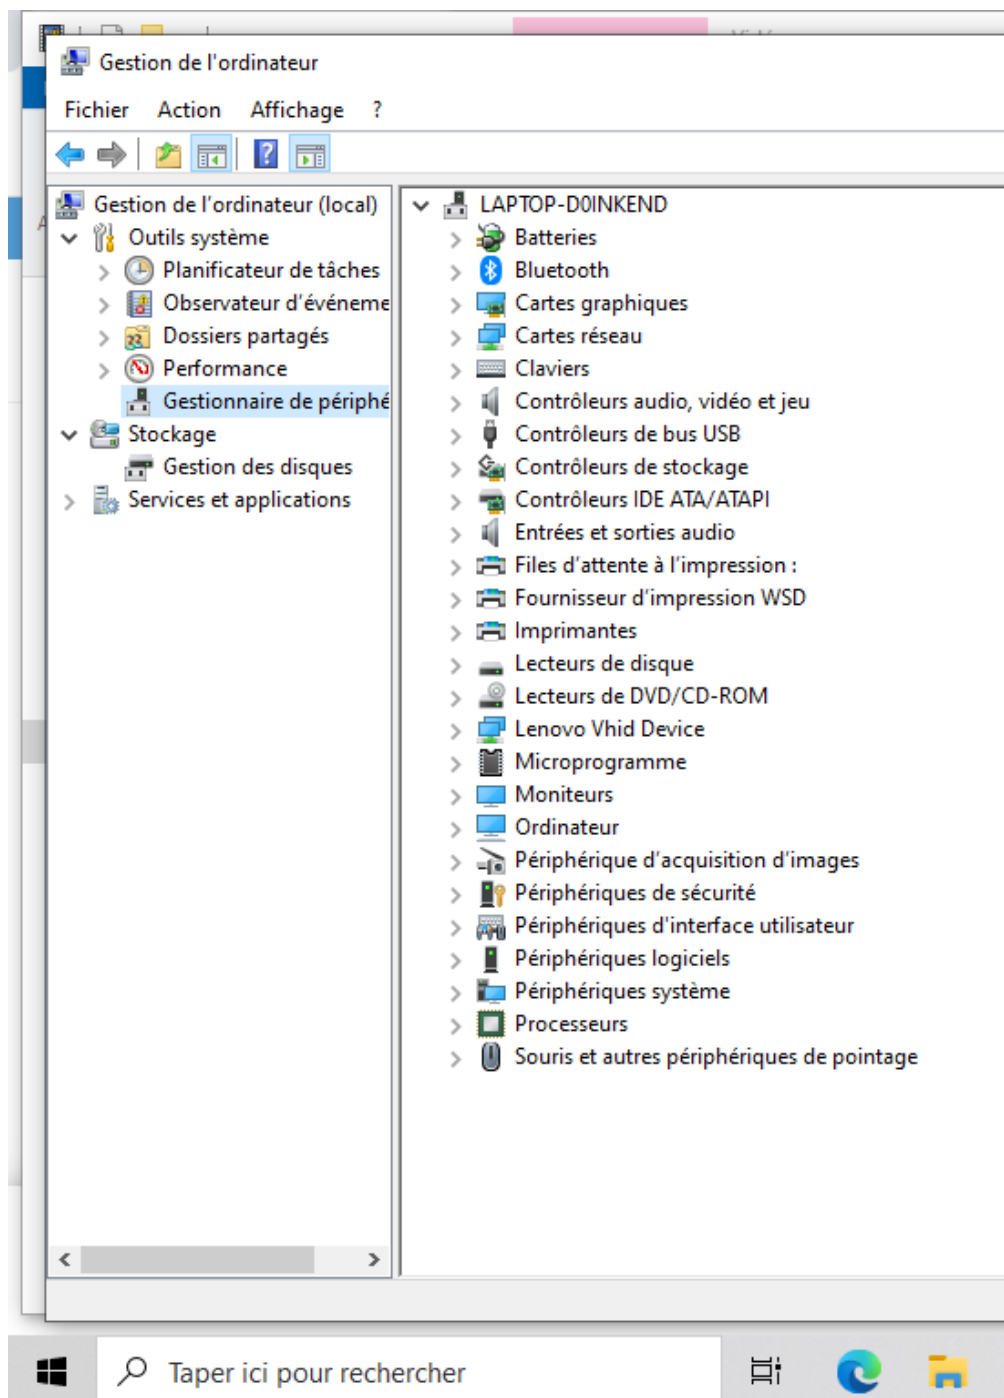 Gestion de l'ordinateur
Fichier Action Affichage ?
Gestion de l'ordinateur (local)
Outils système
Planificateur de tâches
Observateur d'événeme
Dossiers partagés
Performance
Gestionnaire de périphé
Stockage
Gestion des disques
Services et applications
LAPTOP-D0INKEND
Batteries
Bluetooth
Cartes graphiques
Cartes réseau
Claviers
Contrôleurs audio, vidéo et jeu
Contrôleurs de bus USB
Contrôleurs de stockage
Contrôleurs IDE ATA/ATAPI
Entrées et sorties audio
Files d'attente à l'impression :
Fournisseur d'impression WSD
Imprimantes
Lecteurs de disque
Lecteurs de DVD/CD-ROM
Lenovo Vhid Device
Microprogramme
Moniteurs
Ordinateur
Périphérique d'acquisition d'images
Périphériques de sécurité
Périphériques d'interface utilisateur
Périphériques logiciels
Périphériques système
Processeurs
Souris et autres périphériques de pointage
Taper ici pour rechercher